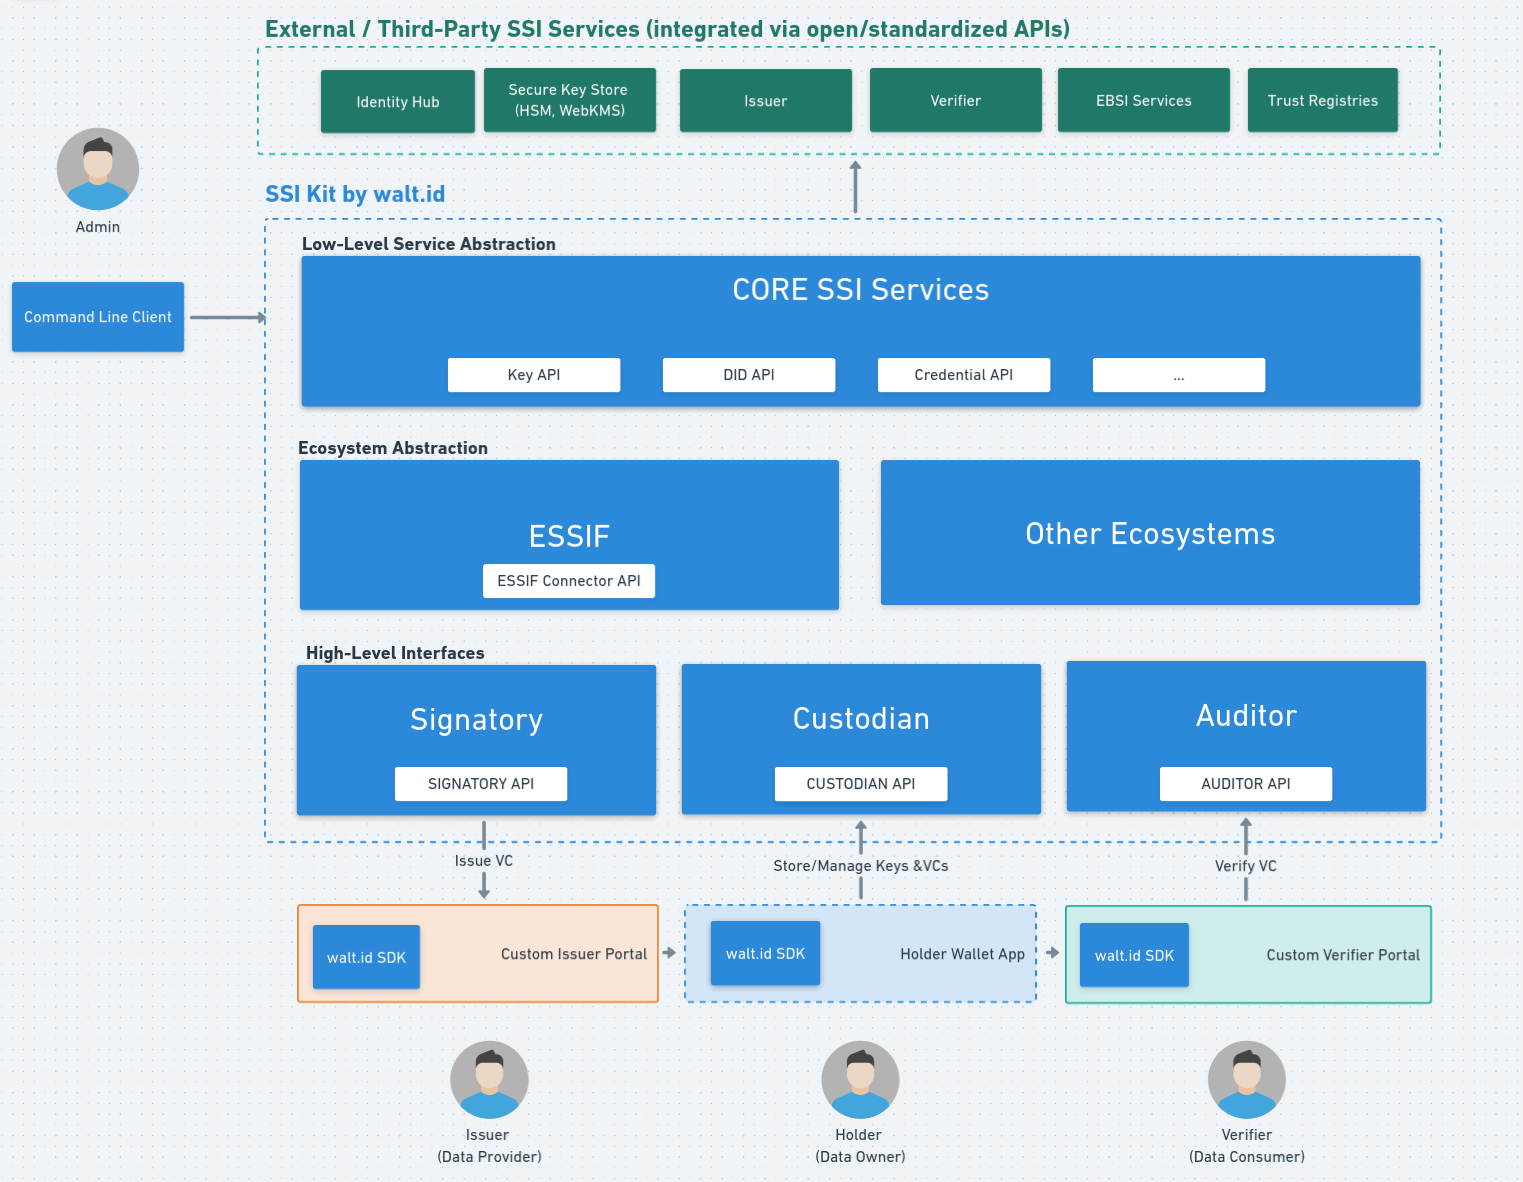 External / Third-Party SSI Services (integrated via open/standardized APIs)
Identity Hub
Secure Key Store
(HSM, WebKMS)
Issuer
Verifier
EBSI Services
Trust Registries
Admin
SSI Kit by walt.id
Command Line Client
Low-Level Service Abstraction
CORE SSI Services
Key API
DID API
Credential API
...
Ecosystem Abstraction
ESSIF
ESSIF Connector API
Other Ecosystems
High-Level Interfaces
Signatory
SIGNATORY API
Custodian
CUSTODIAN API
Auditor
AUDITOR API
Issue VC
Store/Manage Keys &VCs
Verify VC
walt.id SDK
Custom Issuer Portal
walt.id SDK
Holder Wallet App
walt.id SDK
Custom Verifier Portal
Issuer
(Data Provider)
Holder
(Data Owner)
Verifier
(Data Consumer)